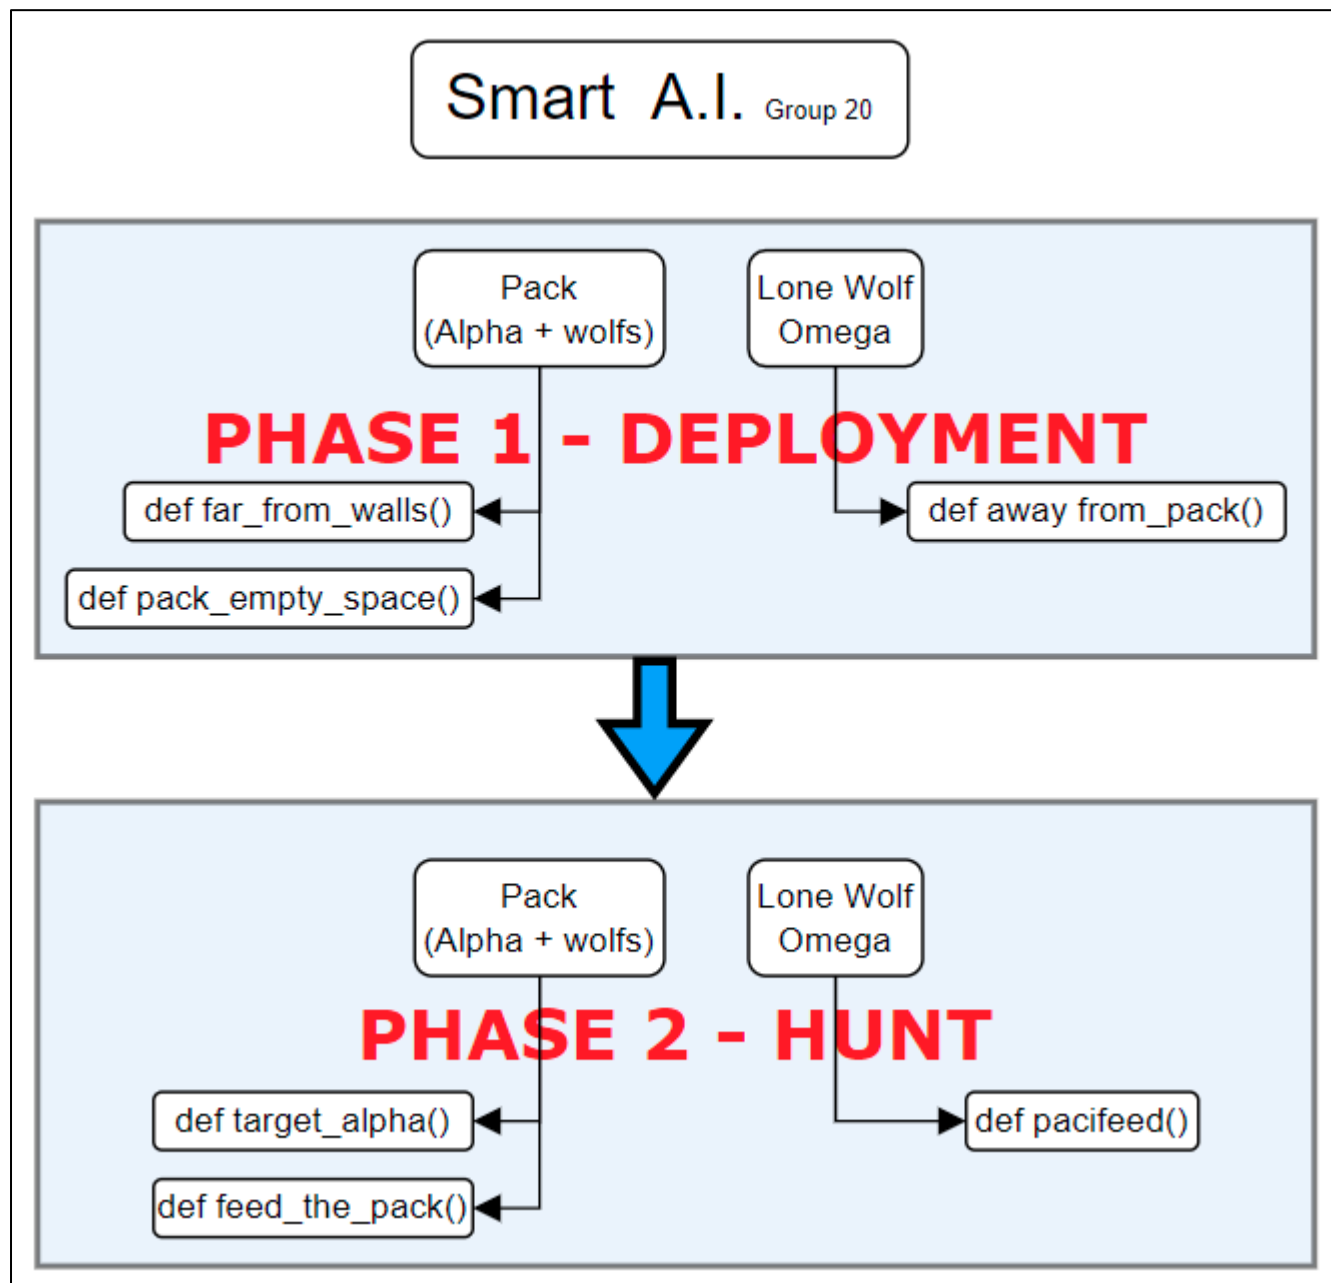 Smart A.I. Group 20
Pack
(Alpha + wolfs)
Lone Wolf
Omega
PHASE 1 - DEPLOYMENT
def far_from_walls()
def away from_pack()
def pack_empty_space()
Pack
(Alpha + wolfs)
Lone Wolf
Omega
PHASE 2 - HUNT
def target_alpha()
def pacifeed()
def feed_the_pack()